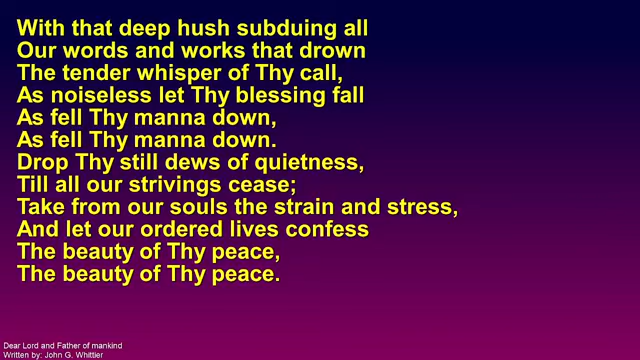 With that deep hush subduing all
Our words and works that drown
The tender whisper of Thy call,
As noiseless let Thy blessing fall
As fell Thy manna down,
As fell Thy manna down.
Drop Thy still dews of quietness,
Till all our strivings cease;
Take from our souls the strain and stress,
And let our ordered lives confess
The beauty of Thy peace,
The beauty of Thy peace.
Dear Lord and Father of mankind
Written by: John G. Whittier